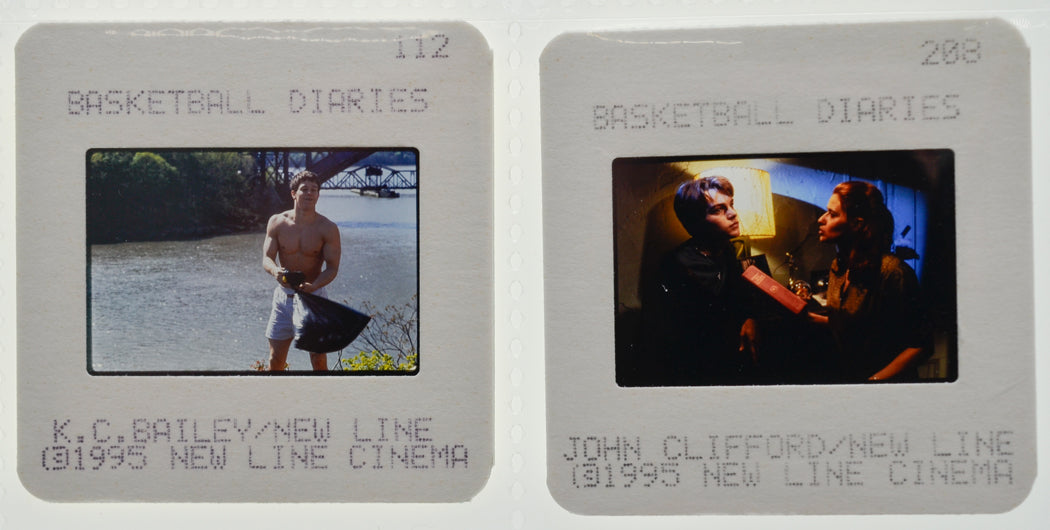 112
BASKETBALL DIARIES
K.C.BAILEY/NEW LINE
©1995 NEW LINE CINEMA
208
BASKETBALL DIARIES
JOHN CLIFFORD/NEW LINE
©1995 NEW LINE CINEMA